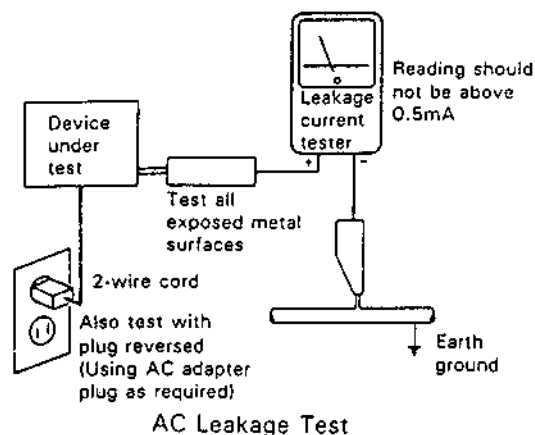 Device
under
test
Leakage
current
tester
+ -
Reading should
not be above
0.5mA
Test all
exposed metal
surfaces
2-wire cord
Also test with
plug reversed
(Using AC adapter
plug as required)
Earth
ground
AC Leakage Test